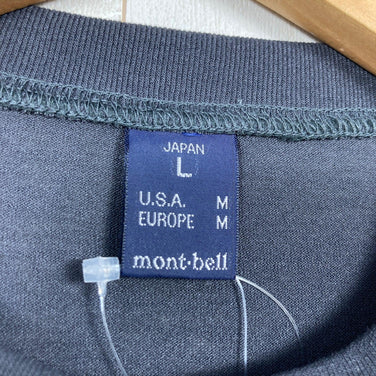 JAPAN
L
U.S.A. M
EUROPE M
mont·bell